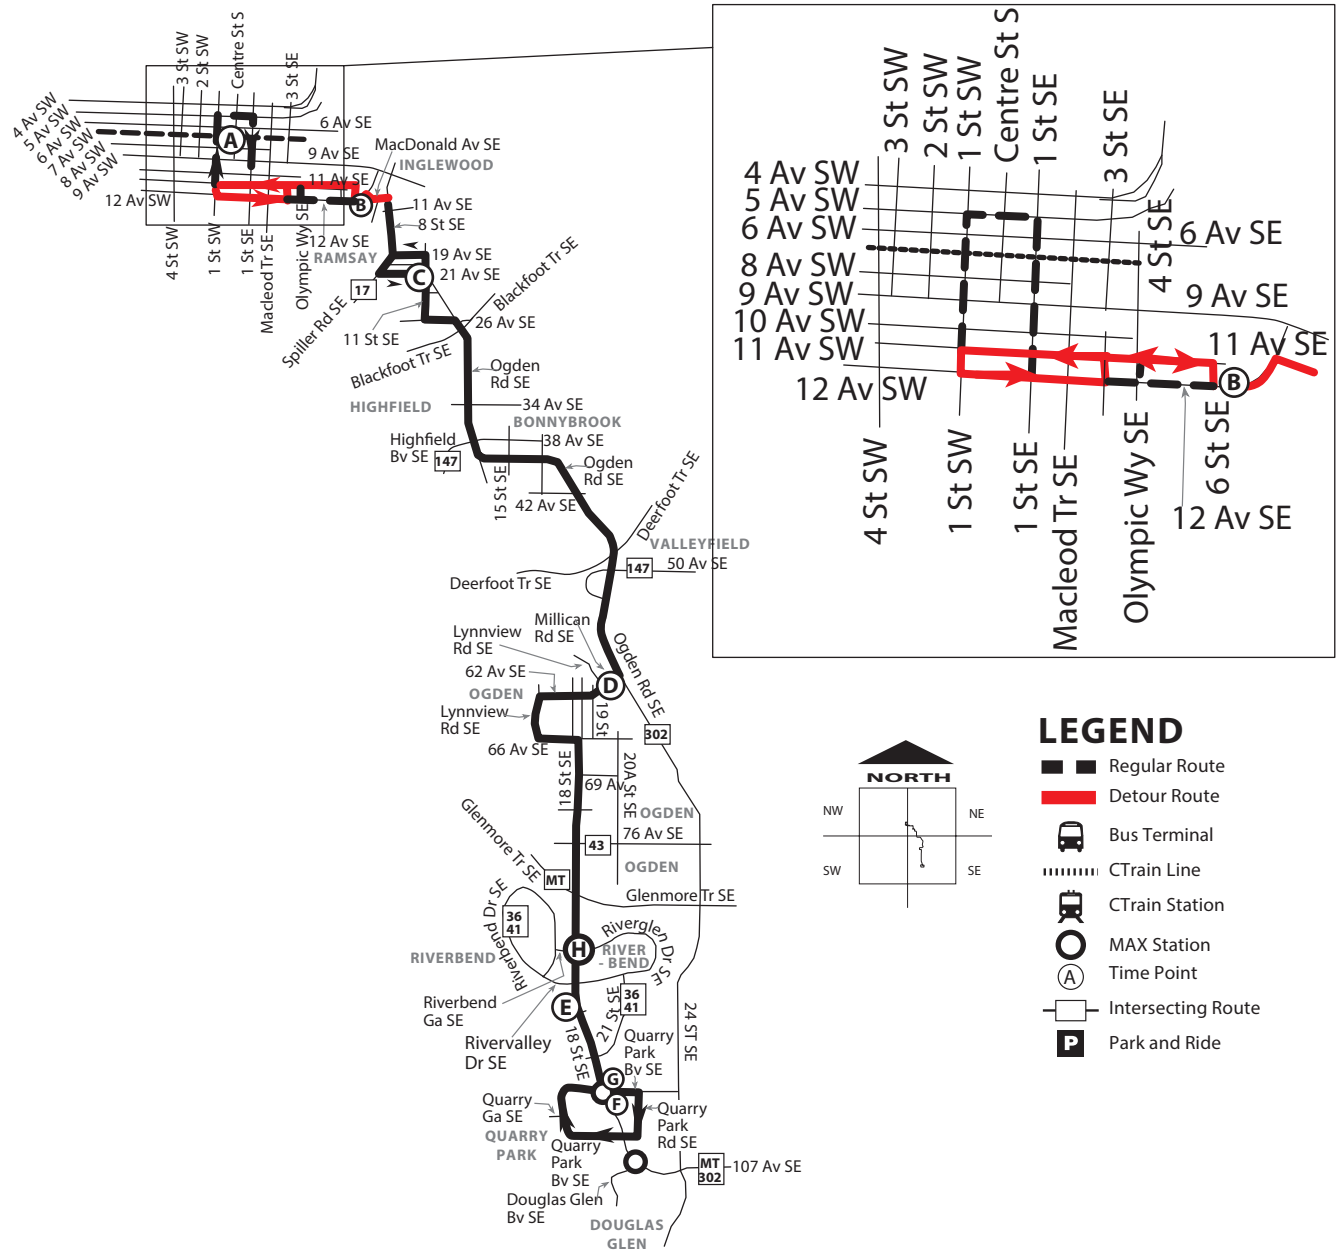 3 St SW
2 St SW
Centre St S
3 St SE
4 Av SW
5 Av SW
6 Av SW
7 Av SW
8 Av SW
9 Av SW
12 Av SW
A
6 Av SE
MacDonald Av SE
9 Av SE
INGLEWOOD
11 Av SE
B
11 Av SE
8 St SE
12 Av SE
RAMSAY
4 St SW
1 St SW
1 St SE
Macleod Tr SE
Olympic Wy SE
19 Av SE
C
21 Av SE
17
Spiller Rd SE
Blackfoot Tr SE
26 Av SE
11 St SE
Blackfoot Tr SE
Ogden
Rd SE
HIGHFIELD
34 Av SE
BONNYBROOK
Highfield
Bv SE
147
38 Av SE
Ogden
Rd SE
15 St SE
42 Av SE
Deerfoot Tr SE
VALLEYFIELD
147
50 Av SE
Deerfoot Tr SE
Millican
Rd SE
Lynnview
Rd SE
Ogden Rd SE
62 Av SE
D
OGDEN
Lynnview
Rd SE
19 St
302
66 Av SE
18 St SE
69 Av
20A St SE
OGDEN
76 Av SE
43
OGDEN
Glenmore Tr SE
MT
Glenmore Tr SE
Riverbend Dr SE
36
41
Riverglen Dr SE
H
RIVER
- BEND
RIVERBEND
36
41
Riverbend
Ga SE
E
21 St SE
24 ST SE
Rivervalley
Dr SE
18 St SE
Quarry
Park
Bv SE
G
F
Quarry
Ga SE
Quarry
Park
Rd SE
QUARRY
PARK
Quarry
Park
Bv SE
MT
302
107 Av SE
Douglas Glen
Bv SE
DOUGLAS
GLEN
3 St SW
2 St SW
1 St SW
Centre St S
1 St SE
3 St SE
4 Av SW
5 Av SW
6 Av SW
8 Av SW
9 Av SW
10 Av SW
11 Av SW
12 Av SW
4 St SE
6 Av SE
9 Av SE
11 Av SE
B
4 St SW
1 St SW
1 St SE
Macleod Tr SE
Olympic Wy SE
6 St SE
12 Av SE
NORTH
NW
NE
SW
SE
LEGEND
Regular Route
Detour Route
Bus Terminal
CTrain Line
CTrain Station
MAX Station
A
Time Point
Intersecting Route
P
Park and Ride